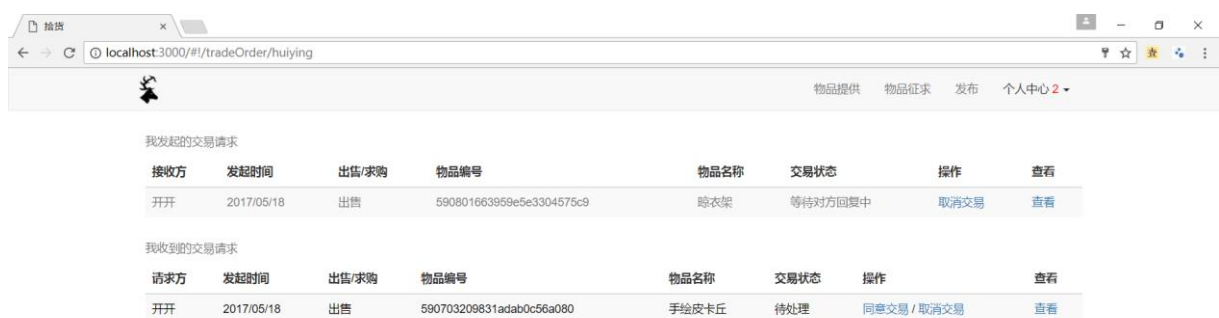 拾货
localhost:3000/#!/tradeOrder/huiying
物品提供 物品征求 发布 个人中心 2
我发起的交易请求
接收方 发起时间 出售/求购 物品编号 物品名称 交易状态 操作 查看
开开 2017/05/18 出售 590801663959e5e3304575c9 晾衣架 等待对方回复中 取消交易 查看
我收到的交易请求
请求方 发起时间 出售/求购 物品编号 物品名称 交易状态 操作 查看
开开 2017/05/18 出售 590703209831adab0c56a080 手绘皮卡丘 待处理 同意交易 / 取消交易 查看